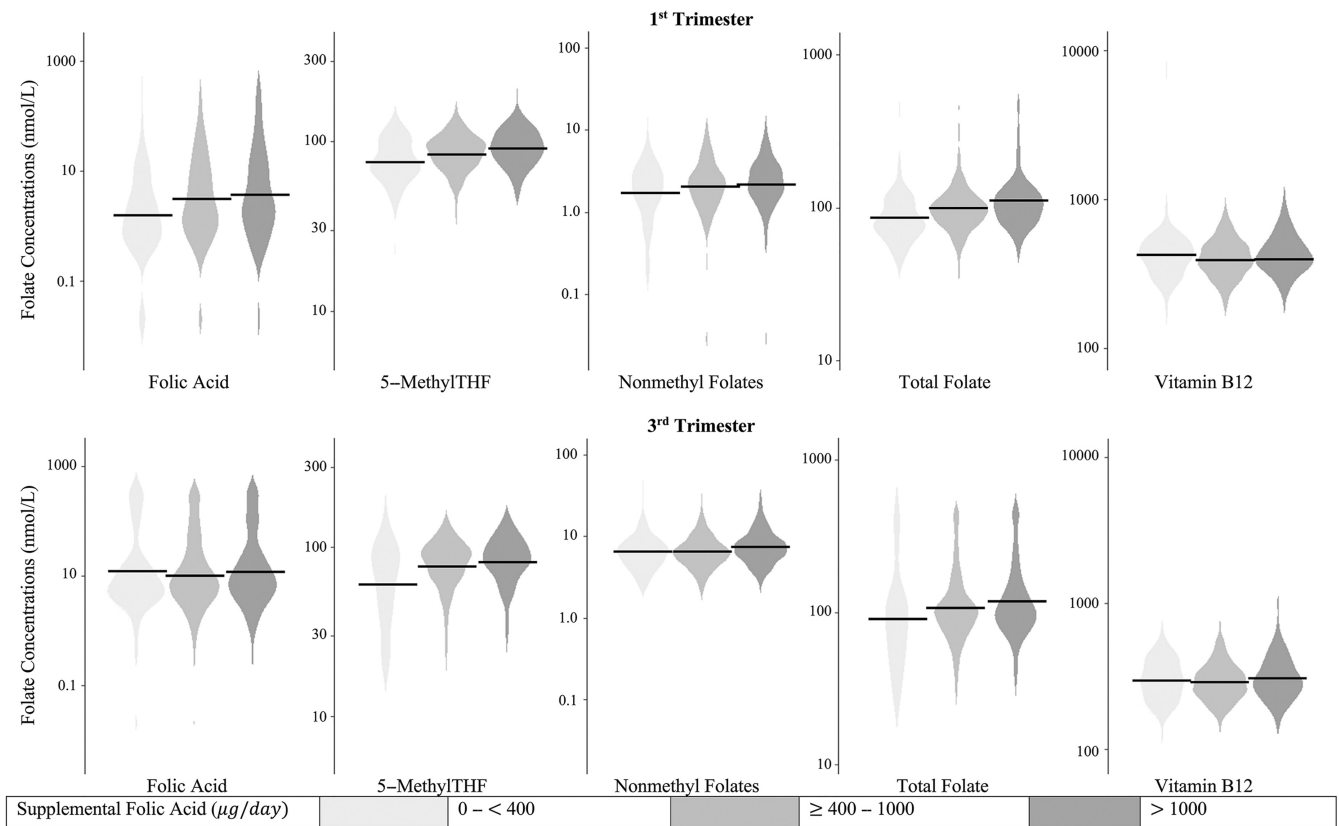 1st Trimester
Folate Concentrations (nmol/L)
1000
10
0.1
Folic Acid
300
100
30
10
5−MethylTHF
100
10
1.0
0.1
Nonmethyl Folates
1000
100
10
Total Folate
10000
1000
100
Vitamin B12
3rd Trimester
Folate Concentrations (nmol/L)
1000
10
0.1
Folic Acid
300
100
30
10
5−MethylTHF
100
10
1.0
0.1
Nonmethyl Folates
1000
100
10
Total Folate
10000
1000
100
Vitamin B12
Supplemental Folic Acid (μg/day) 0 – < 400 ≥ 400 – 1000 > 1000